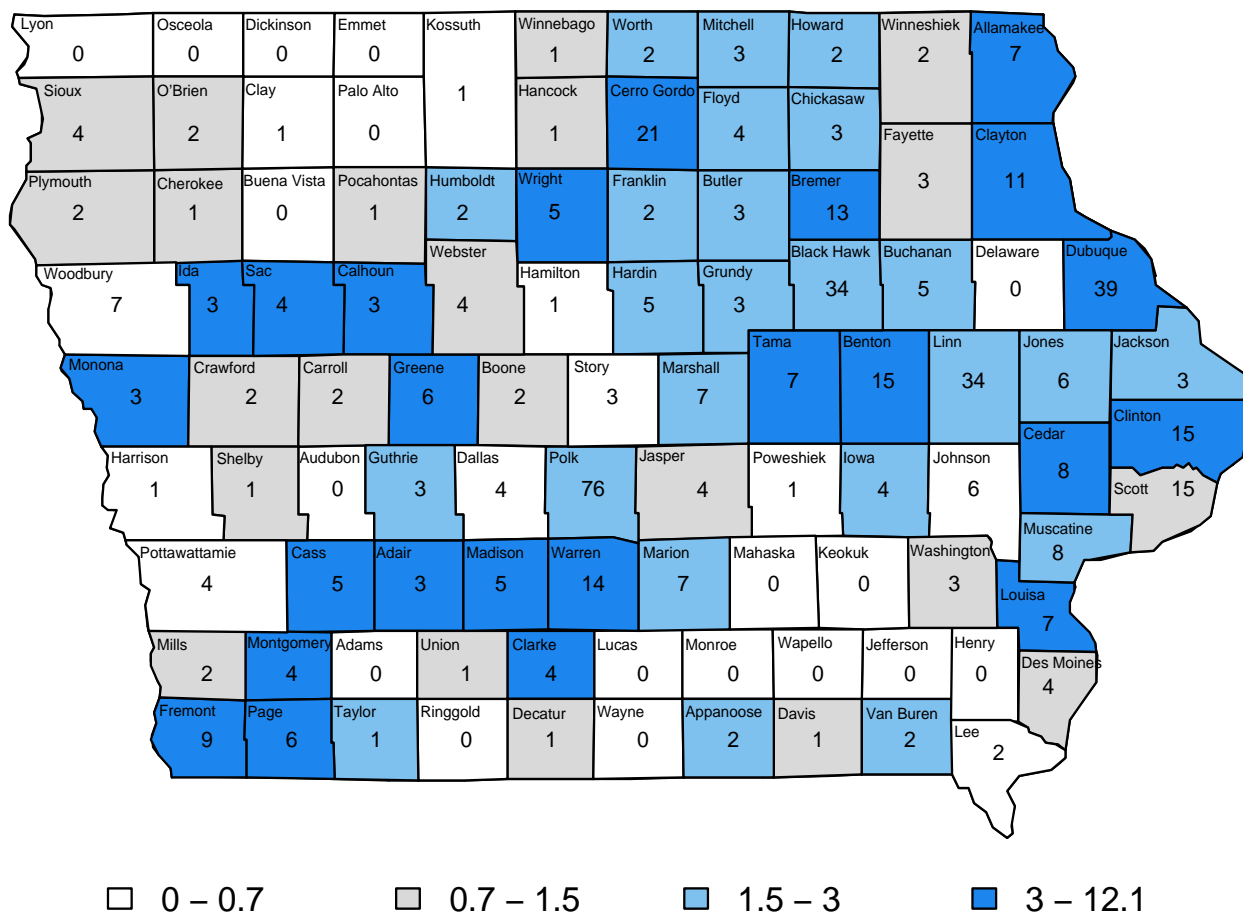 Lyon Osceola Dickinson Emmet Kossuth Winnebago Worth Mitchell Howard Winneshiek Allamakee
0 0 0 0 1 2 3 2 2 7
Sioux O’Brien Clay Palo Alto 1 Hancock Cerro Gordo Floyd Chickasaw
4 2 1 0 1 21 4 3 Fayette Clayton
Plymouth Cherokee Buena Vista Pocahontas Humboldt Wright Franklin Butler Bremer 3 11
2 1 0 1 2 5 2 3 13
Woodbury Ida Sac Calhoun Webster Hamilton Hardin Grundy Black Hawk Buchanan Delaware Dubuque
7 3 4 3 4 1 5 3 34 5 0 39
Monona Crawford Carroll Greene Boone Story Marshall Tama Benton Linn Jones Jackson
3 2 2 6 2 3 7 7 15 34 6 3
Harrison Shelby Audubon Guthrie Dallas Polk Jasper Poweshiek Iowa Johnson Cedar Clinton
1 1 0 3 4 76 4 1 4 6 8 15
Scott 15
Pottawattamie Cass Adair Madison Warren Marion Mahaska Keokuk Washington Muscatine
4 5 3 5 14 7 0 0 3 8
Louisa
7
Mills Montgomery Adams Union Clarke Lucas Monroe Wapello Jefferson Henry Des Moines
2 4 0 1 4 0 0 0 0 0 4
Fremont Page Taylor Ringgold Decatur Wayne Appanoose Davis Van Buren Lee
9 6 1 0 1 0 2 1 2 2
0 – 0.7 0.7 – 1.5 1.5 – 3 3 – 12.1